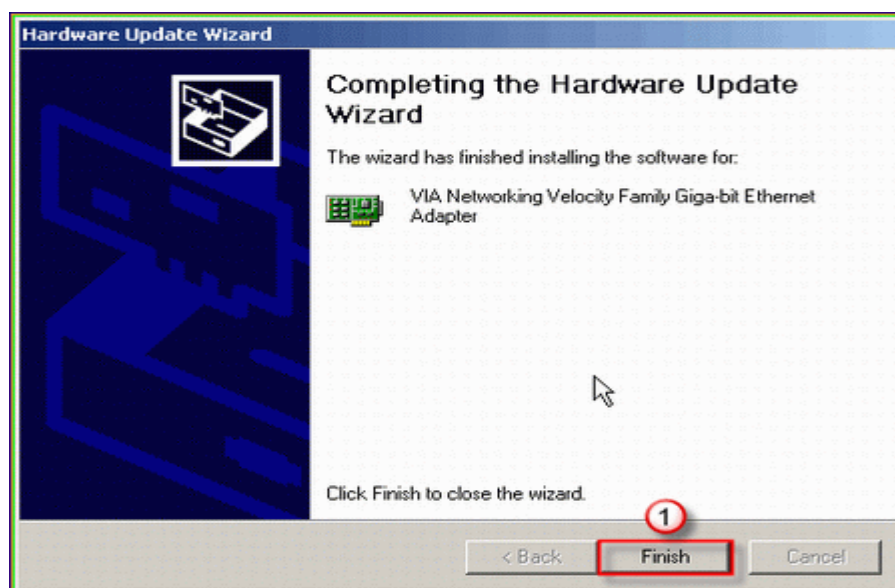 Hardware Update Wizard
Completing the Hardware Update
Wizard
The wizard has finished installing the software for:
VIA Networking Velocity Family Giga-bit Ethernet
Adapter
Click Finish to close the wizard.
1
< Back Finish Cancel